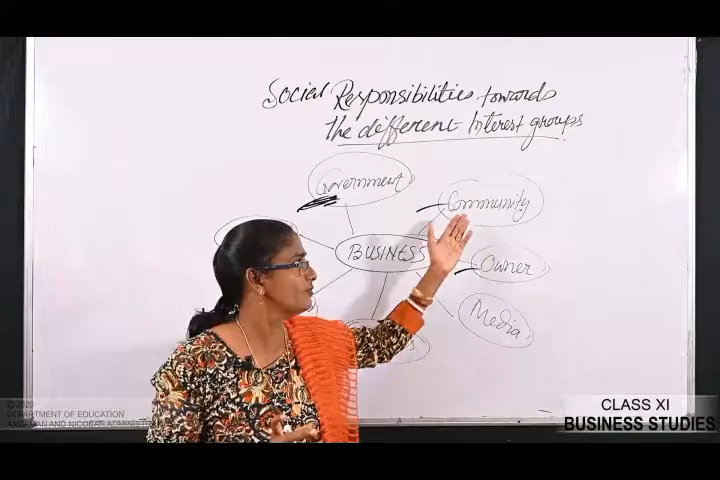 Social Responsibilities towards
the different Interest groups
Government
Community
BUSINESS
Owner
Media
© 2020
DEPARTMENT OF EDUCATION
CLASS XI
BUSINESS STUDIES